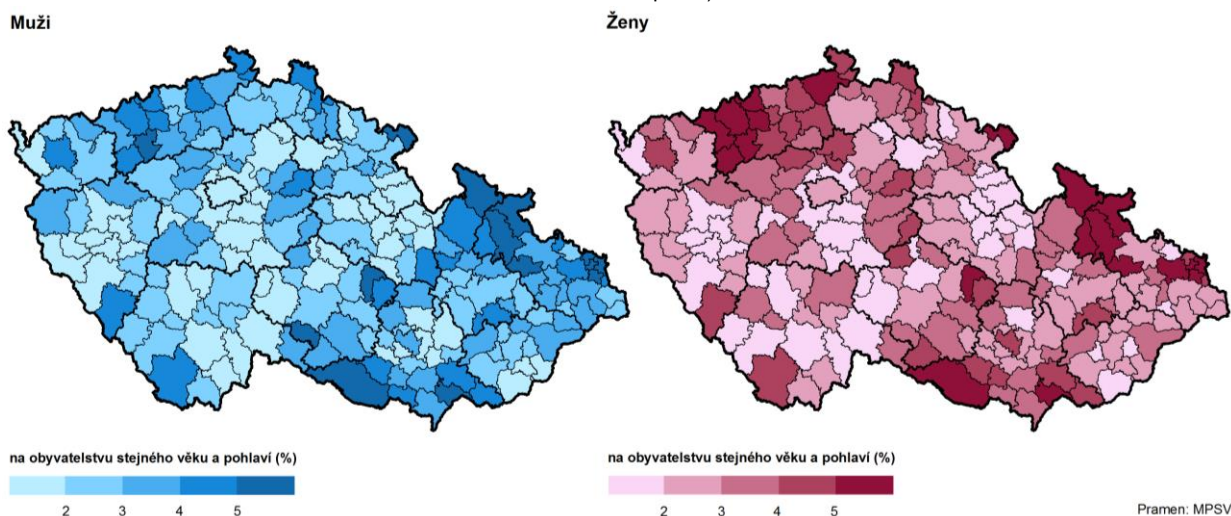 Muži
Ženy
na obyvatelstvu stejného věku a pohlaví (%)
2 3 4 5
na obyvatelstvu stejného věku a pohlaví (%)
2 3 4 5
Pramen: MPSV